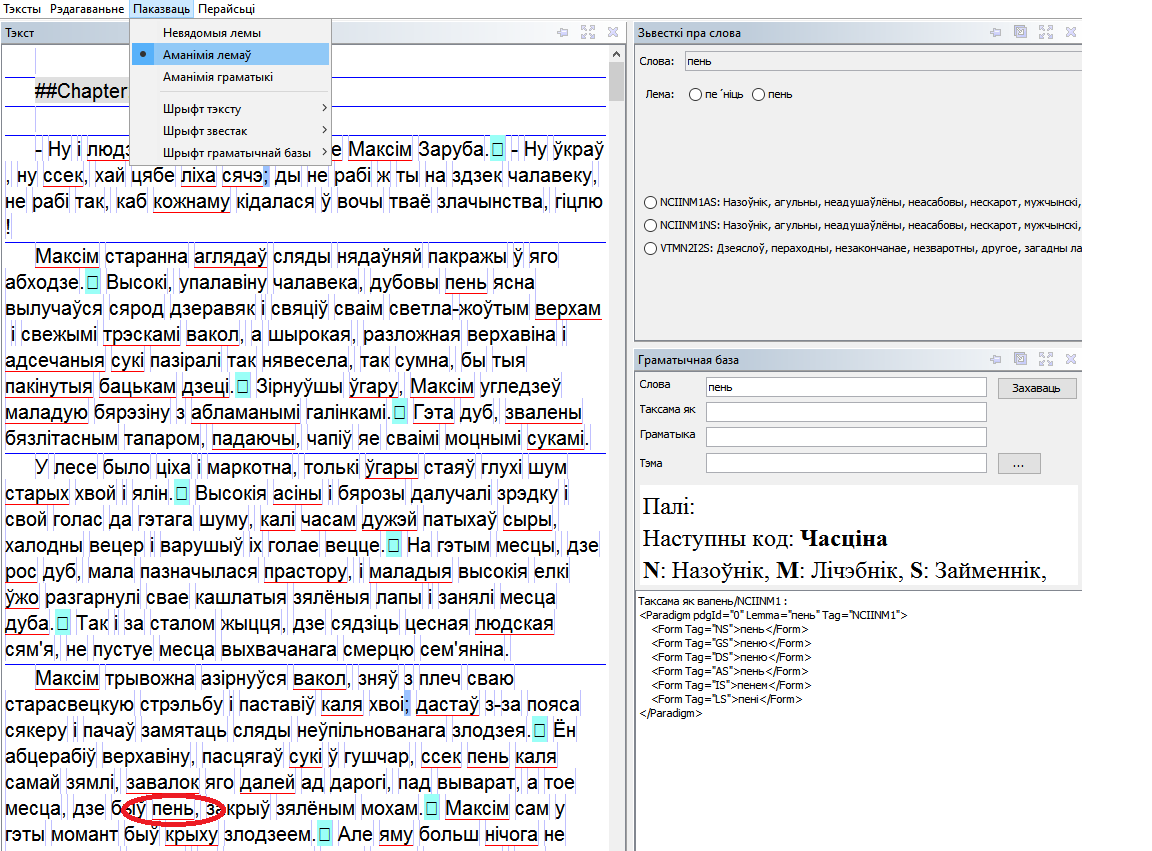 Тэксты Рэдагаваньне Паказваць Перайсьці
Тэкст
Невядомыя лемы
Аманімія лемаў
Аманімія граматыкі
Шрыфт тэксту
Шрыфт звестак
Шрыфт граматычнай базы
##Chapter
- Ну і людз е Максім Заруба. - Ну ўкраў
, ну ссек, хай цябе ліха сячэ; ды не рабі ж ты на здзек чалавеку,
не рабі так, каб кожнаму кідалася ў вочы тваё злачынства, гіцлю
!
Максім старанна аглядаў сляды нядаўняй пакражы ў яго
абходзе. Высокі, упалавіну чалавека, дубовы пень ясна
вылучаўся сярод дзеравяк і свяціў сваім светла-жоўтым верхам
і свежымі трэскамі вакол, а шырокая, разложная верхавіна і
адсечаныя сукі пазіралі так нявесела, так сумна, бы тыя
пакінутыя бацькам дзеці. Зірнуўшы ўгару, Максім угледзеў
маладую бярэзіну з абламанымі галінкамі. Гэта дуб, звалены
бязлітасным тапаром, падаючы, чапіў яе сваімі моцнымі сукамі.
У лесе было ціха і маркотна, толькі ўгары стаяў глухі шум
старых хвой і ялін. Высокія асіны і бярозы далучалі зрэдку і
свой голас да гэтага шуму, калі часам дужэй патыхаў сыры,
халодны вецер і варушыў іх голае вецце. На гэтым месцы, дзе
рос дуб, мала пазначылася прастору, і маладыя высокія елкі
ўжо разгарнулі свае кашлатыя зялёныя лапы і занялі месца
дуба. Так і за сталом жыцця, дзе сядзіць цесная людская
сям'я, не пустуе месца выхвачанага смерцю сем'яніна.
Максім трывожна азірнуўся вакол, зняў з плеч сваю
старасвецкую стрэльбу і паставіў каля хвоі; дастаў з-за пояса
сякеру і пачаў замятаць сляды неўпільнованага злодзея. Ён
абцерабіў верхавіну, пасцягаў сукі ў гушчар, ссек пень каля
самай зямлі, завалок яго далей ад дарогі, пад выварат, а тое
месца, дзе быў пень, закрыў зялёным мохам. Максім сам у
гэты момант быў крыху злодзеем. Але яму больш нічога не
Зьвесткі пра слова
Слова: пень
Лема: пе´ніць пень
NCIINM1AS: Назоўнік, агульны, неадушаўлёны, неасабовы, нескарот, мужчынскі,
NCIINM1NS: Назоўнік, агульны, неадушаўлёны, неасабовы, нескарот, мужчынскі,
VTMN2I2S: Дзеяслоў, пераходны, незакончанае, незваротны, другое, загадны ла
Граматычная база
Слова пень Захаваць
Таксама як
Граматыка
Тэма ...
Палі:
Наступны код: Часціна
N: Назоўнік, M: Лічэбнік, S: Займеннік,
Таксама як вапень/NCIINM1 :
<Paradigm pdgId="0" Lemma="пень" Tag="NCIINM1">
<Form Tag="NS">пень</Form>
<Form Tag="GS">пеню</Form>
<Form Tag="DS">пеню</Form>
<Form Tag="AS">пень</Form>
<Form Tag="IS">пенем</Form>
<Form Tag="LS">пені</Form>
</Paradigm>